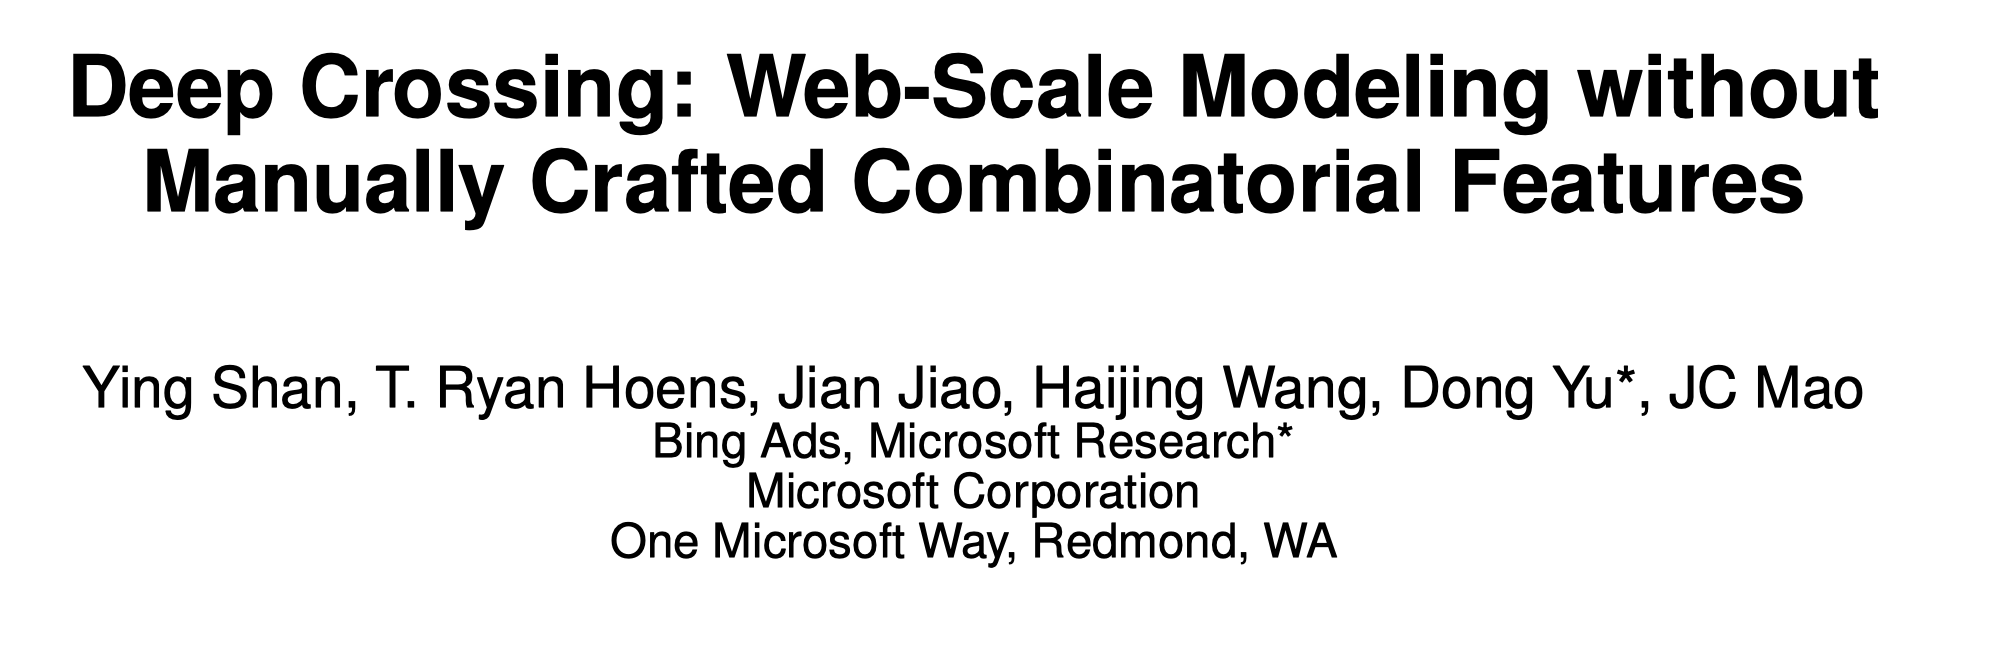 Deep Crossing: Web-Scale Modeling without
Manually Crafted Combinatorial Features
Ying Shan, T. Ryan Hoens, Jian Jiao, Haijing Wang, Dong Yu*, JC Mao
Bing Ads, Microsoft Research*
Microsoft Corporation
One Microsoft Way, Redmond, WA